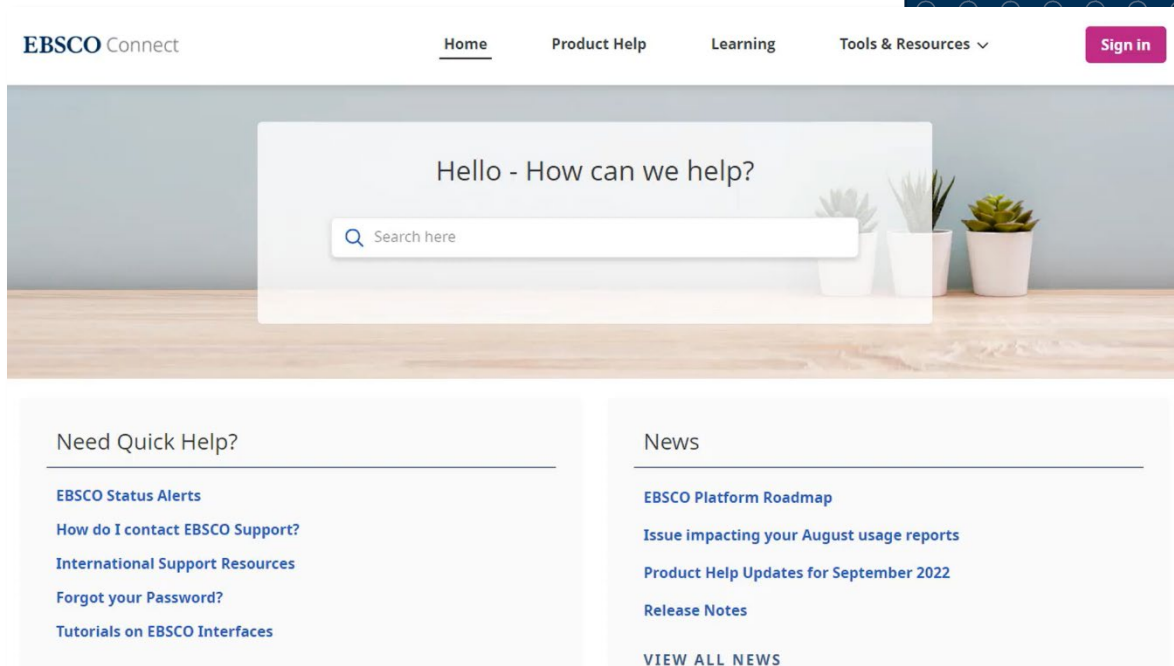 EBSCO Connect
Home
Product Help
Learning
Tools & Resources
Sign in
Hello - How can we help?
Search here
Need Quick Help?
EBSCO Status Alerts
How do I contact EBSCO Support?
International Support Resources
Forgot your Password?
Tutorials on EBSCO Interfaces
News
EBSCO Platform Roadmap
Issue impacting your August usage reports
Product Help Updates for September 2022
Release Notes
VIEW ALL NEWS